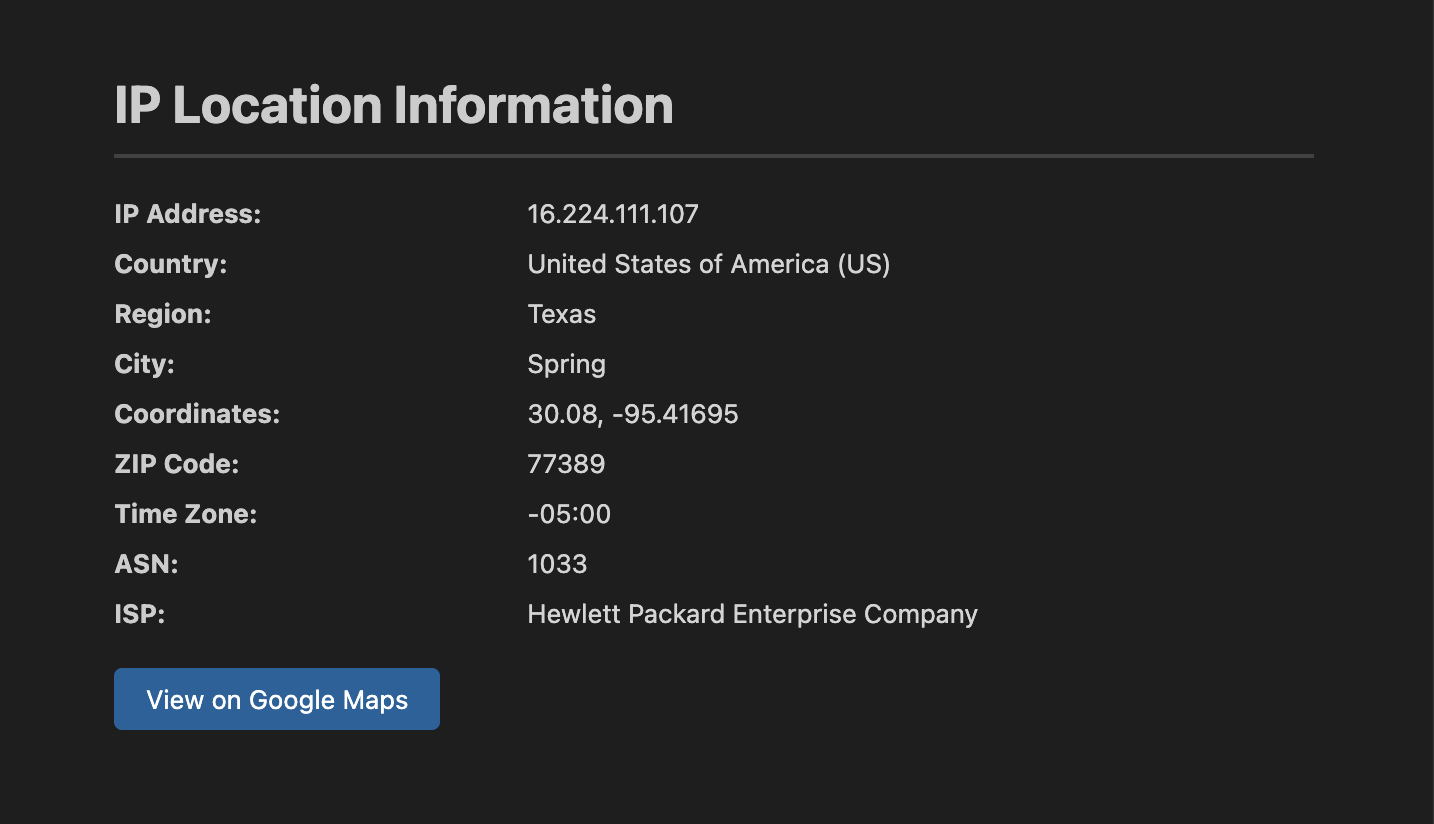 IP Location Information
IP Address: 16.224.111.107
Country: United States of America (US)
Region: Texas
City: Spring
Coordinates: 30.08, -95.41695
ZIP Code: 77389
Time Zone: -05:00
ASN: 1033
ISP: Hewlett Packard Enterprise Company
View on Google Maps